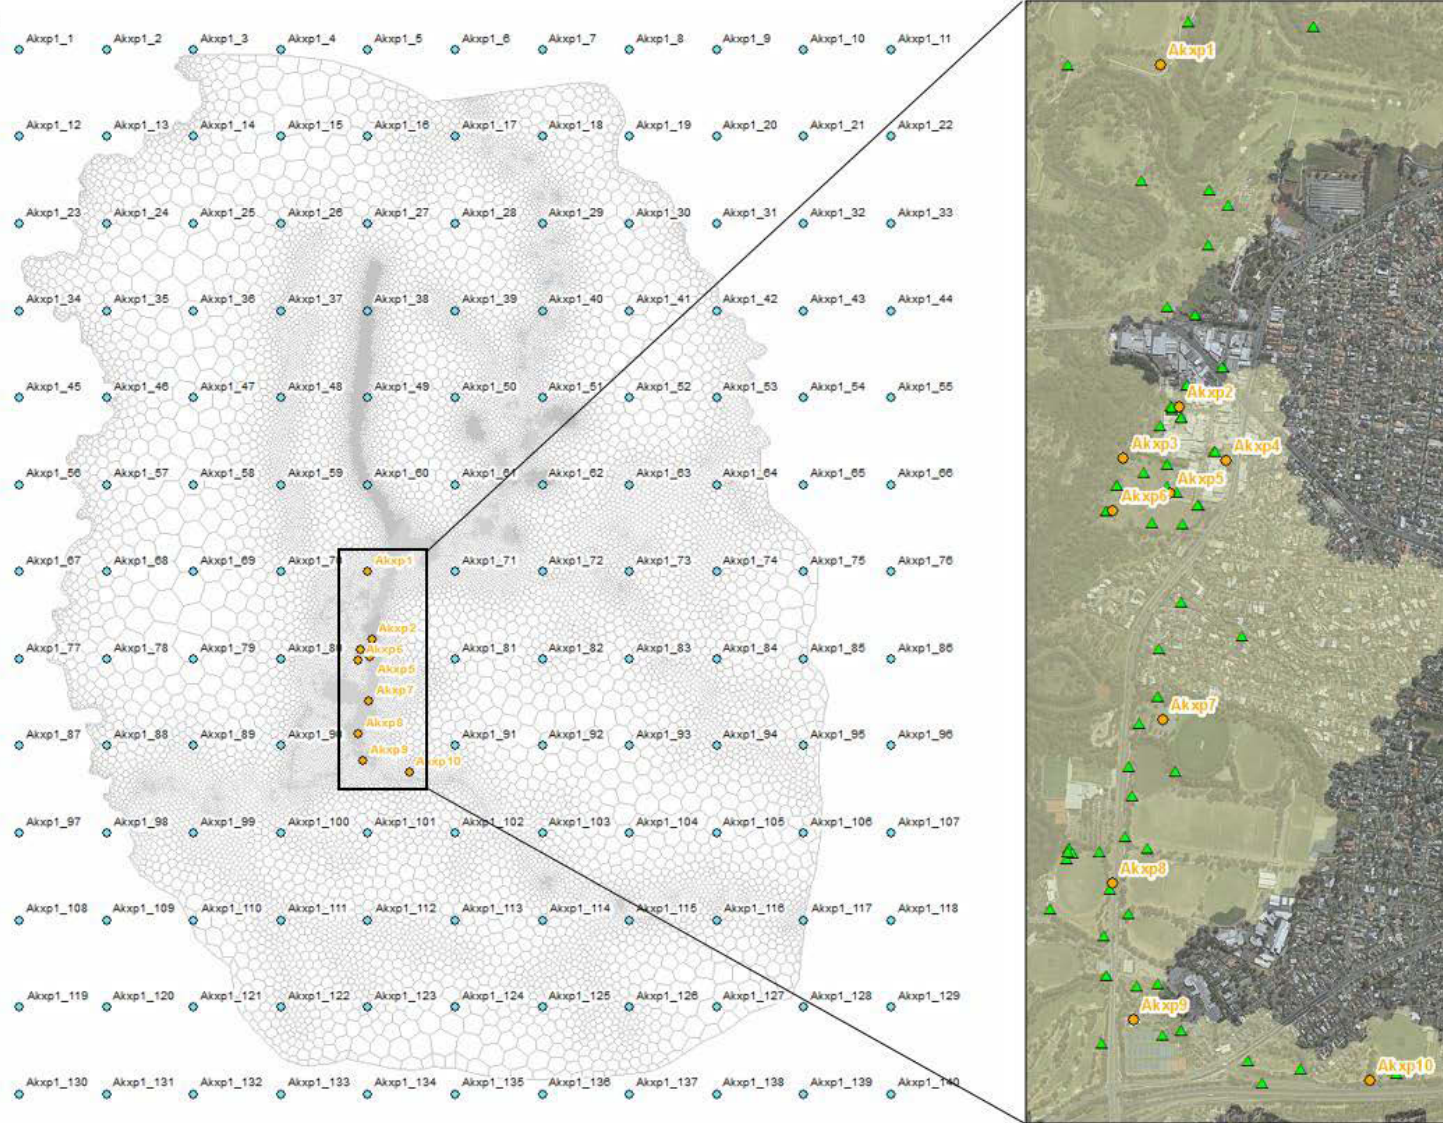 Akxp1_1 Akxp1_2 Akxp1_3 Akxp1_4 Akxp1_5 Akxp1_6 Akxp1_7 Akxp1_8 Akxp1_9 Akxp1_10 Akxp1_11
Akxp1_12 Akxp1_13 Akxp1_14 Akxp1_15 Akxp1_16 Akxp1_17 Akxp1_18 Akxp1_19 Akxp1_20 Akxp1_21 Akxp1_22
Akxp1_23 Akxp1_24 Akxp1_25 Akxp1_26 Akxp1_27 Akxp1_28 Akxp1_29 Akxp1_30 Akxp1_31 Akxp1_32 Akxp1_33
Akxp1_34 Akxp1_35 Akxp1_36 Akxp1_37 Akxp1_38 Akxp1_39 Akxp1_40 Akxp1_41 Akxp1_42 Akxp1_43 Akxp1_44
Akxp1_45 Akxp1_46 Akxp1_47 Akxp1_48 Akxp1_49 Akxp1_50 Akxp1_51 Akxp1_52 Akxp1_53 Akxp1_54 Akxp1_55
Akxp1_56 Akxp1_57 Akxp1_58 Akxp1_59 Akxp1_60 Akxp1_61 Akxp1_62 Akxp1_63 Akxp1_64 Akxp1_65 Akxp1_66
Akxp1_67 Akxp1_68 Akxp1_69 Akxp1_70 Akxp1 Akxp1_71 Akxp1_72 Akxp1_73 Akxp1_74 Akxp1_75 Akxp1_76
Akxp2
Akxp1_77 Akxp1_78 Akxp1_79 Akxp1_80 Akxp6 Akxp1_81 Akxp1_82 Akxp1_83 Akxp1_84 Akxp1_85 Akxp1_86
Akxp5
Akxp7
Akxp8
Akxp1_87 Akxp1_88 Akxp1_89 Akxp1_90 Akxp1_91 Akxp1_92 Akxp1_93 Akxp1_94 Akxp1_95 Akxp1_96
Akxp9
Akxp10
Akxp1_97 Akxp1_98 Akxp1_99 Akxp1_100 Akxp1_101 Akxp1_102 Akxp1_103 Akxp1_104 Akxp1_105 Akxp1_106 Akxp1_107
Akxp1_108 Akxp1_109 Akxp1_110 Akxp1_111 Akxp1_112 Akxp1_113 Akxp1_114 Akxp1_115 Akxp1_116 Akxp1_117 Akxp1_118
Akxp1_119 Akxp1_120 Akxp1_121 Akxp1_122 Akxp1_123 Akxp1_124 Akxp1_125 Akxp1_126 Akxp1_127 Akxp1_128 Akxp1_129
Akxp1_130 Akxp1_131 Akxp1_132 Akxp1_133 Akxp1_134 Akxp1_135 Akxp1_136 Akxp1_137 Akxp1_138 Akxp1_139 Akxp1_140
Akxp1
Akxp2
Akxp3 Akxp4
Akxp5
Akxp6
Akxp7
Akxp8
Akxp9
Akxp10